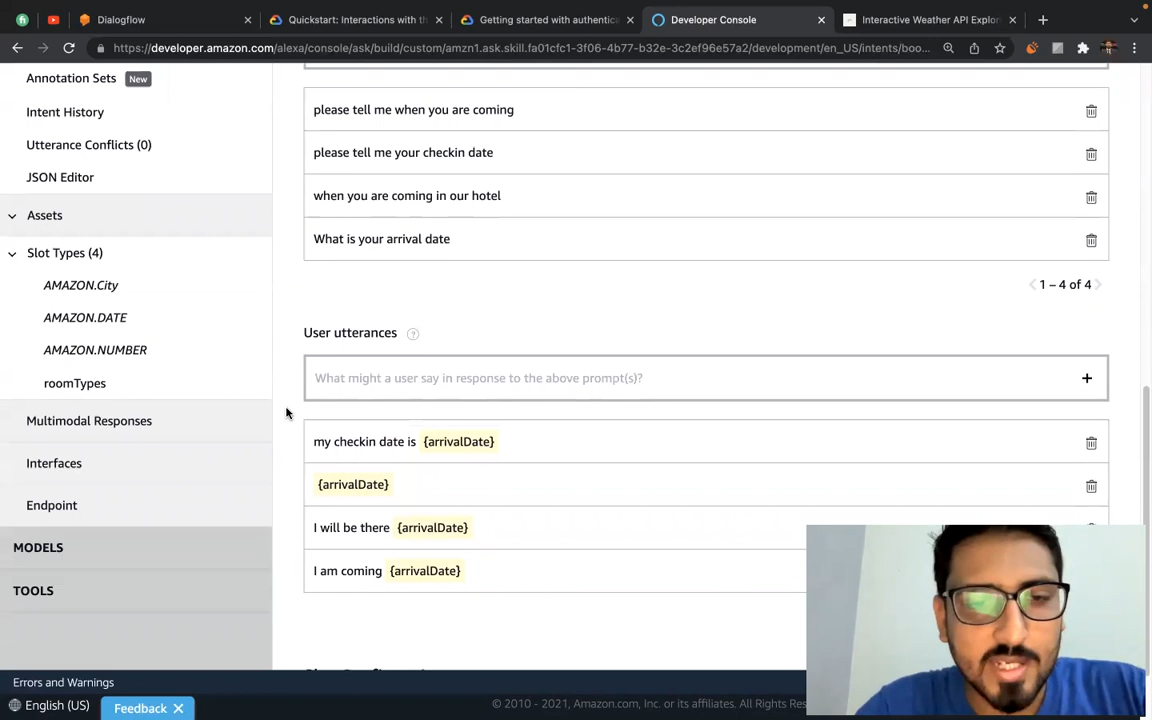 Dialogflow
Quickstart: Interactions with th
Getting started with authentica
Developer Console
Interactive Weather API Explor
https://developer.amazon.com/alexa/console/ask/build/custom/amzn1.ask.skill.fa01cfc1-3f06-4b77-b32e-3c2ef96e57a2/development/en_US/intents/boo...
Annotation Sets New
Intent History
Utterance Conflicts (0)
JSON Editor
Assets
Slot Types (4)
AMAZON.City
AMAZON.DATE
AMAZON.NUMBER
roomTypes
Multimodal Responses
Interfaces
Endpoint
MODELS
TOOLS
please tell me when you are coming
please tell me your checkin date
when you are coming in our hotel
What is your arrival date
1 – 4 of 4
User utterances ?
What might a user say in response to the above prompt(s)?
my checkin date is {arrivalDate}
{arrivalDate}
I will be there {arrivalDate}
I am coming {arrivalDate}
Errors and Warnings
English (US)
Feedback
© 2010 - 2021, Amazon.com, Inc. or its affiliates. All Rights Rese